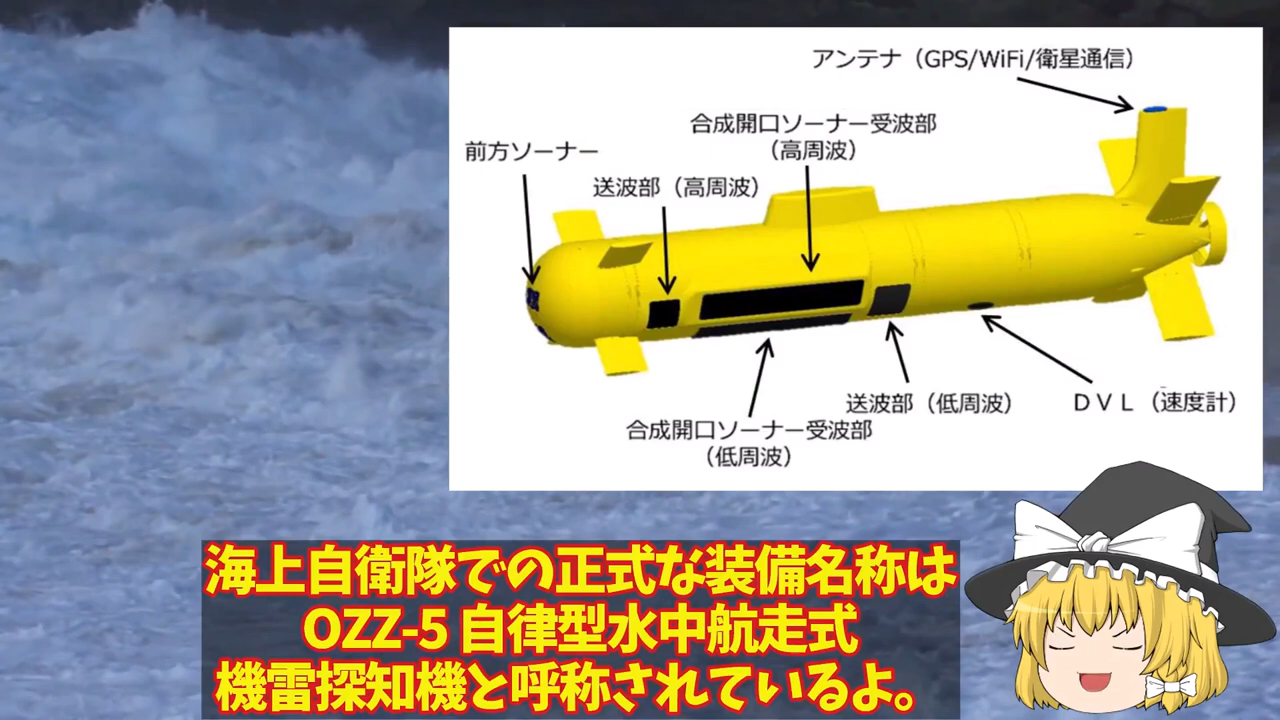 アンテナ（GPS/WiFi/衛星通信）
合成開口ソーナー受波部
（高周波）
前方ソーナー
送波部（高周波）
送波部（低周波）
ＤＶＬ（速度計）
合成開口ソーナー受波部
（低周波）
海上自衛隊での正式な装備名称は
OZZ-5 自律型水中航走式
機雷探知機と呼称されているよ。